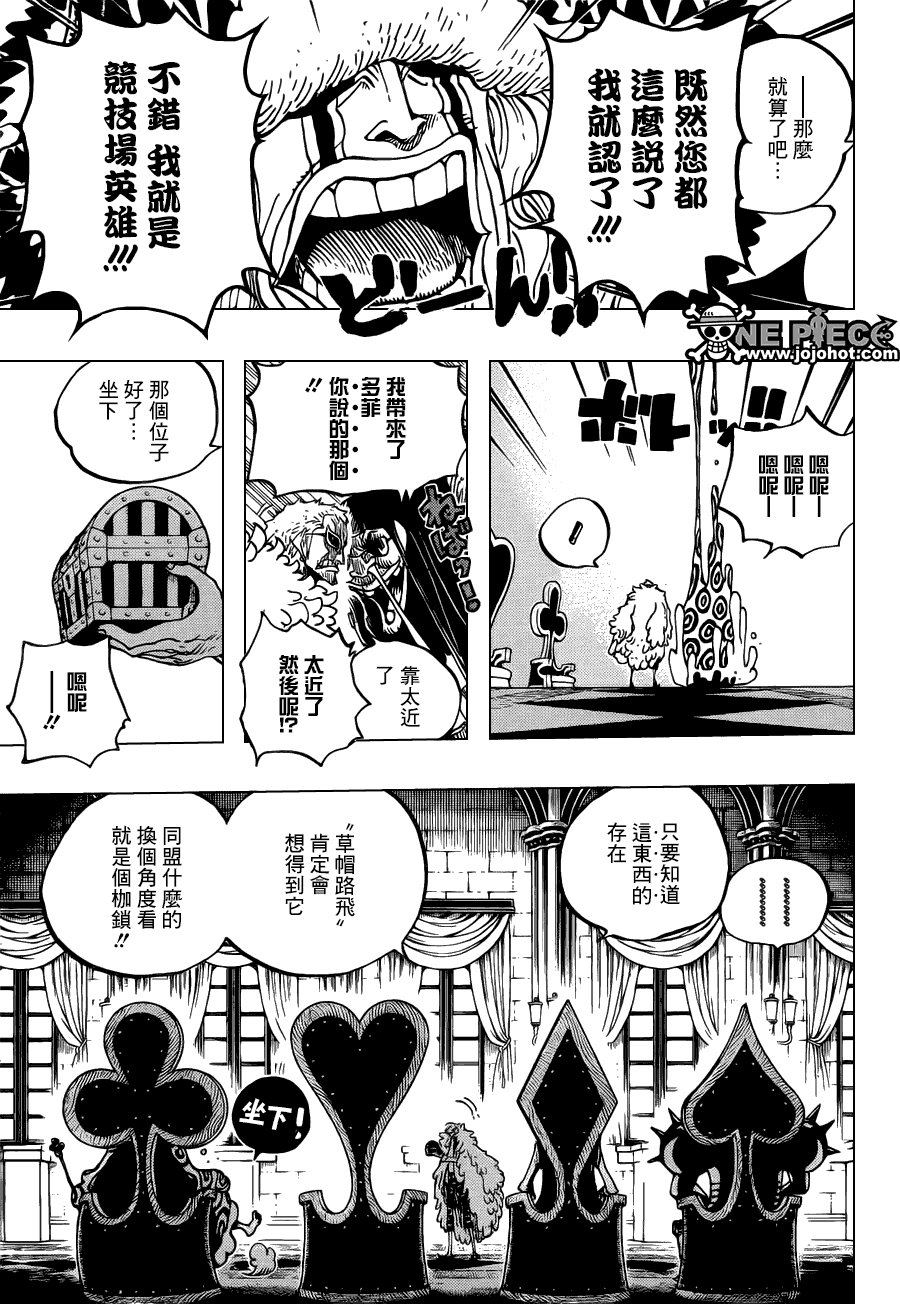 ——那麼
就算了吧…
既然您都
這麼說了
我就認了!!!
不錯 我就是
競技場英雄!!!
どーん!!
ONE PIECE
www.jojohot.com
嗯呢——
嗯呢——
嗯呢——
ボトッ!!
!
我帶來了
多菲
你說的那個
!!
ねばっ!
靠太近
了
太近了
然後呢!?
那個位子
好了…
坐下
嗯呢
——!!
…………
…………
只要知道
這東西的
存在
“草帽路飛”
肯定會
想得到它
同盟什麼的
換個角度看
就是個枷鎖!!
坐下!